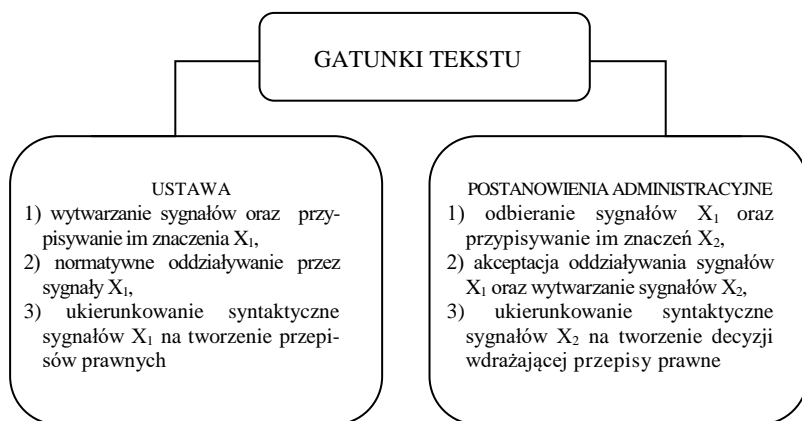 GATUNKI TEKSTU
USTAWA
1) wytwarzanie sygnałów oraz przy-
pisywanie im znaczenia X₁,
2) normatywne oddziaływanie przez
sygnały X₁,
3) ukierunkowanie syntaktyczne
sygnałów X₁ na tworzenie przepi-
sów prawnych
POSTANOWIENIA ADMINISTRACYJNE
1) odbieranie sygnałów X₁ oraz
przypisywanie im znaczeń X₂,
2) akceptacja oddziaływania sygnałów
X₁ oraz wytwarzanie sygnałów X₂,
3) ukierunkowanie syntaktyczne
sygnałów X₂ na tworzenie decyzji
wdrażającej przepisy prawne